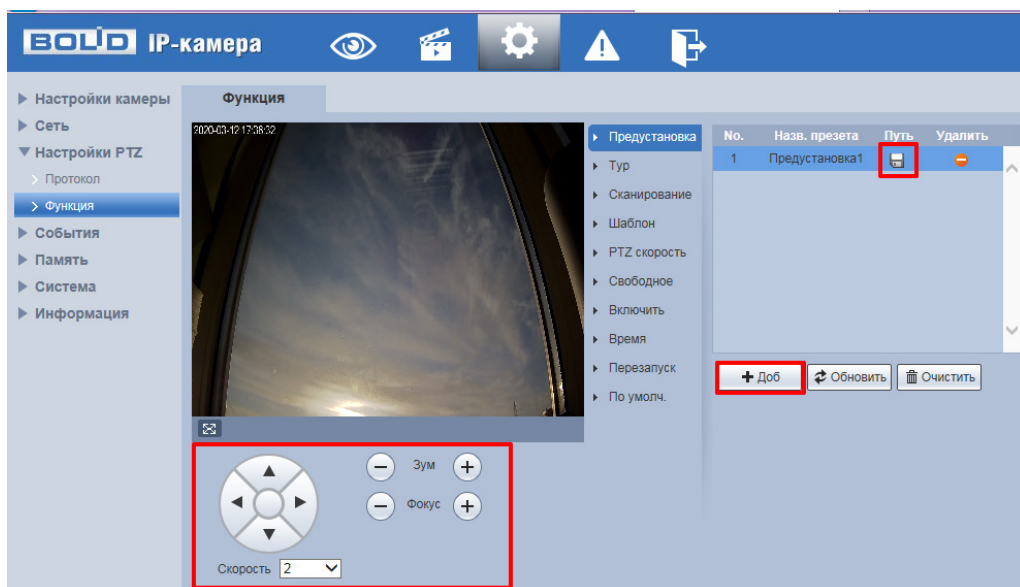 BOLID IP-камера
Настройки камеры
Сеть
Настройки PTZ
Протокол
Функция
События
Память
Система
Информация
Функция
2020-03-12 17:38:32
Предустановка
Тур
Сканирование
Шаблон
PTZ скорость
Свободное
Включить
Время
Перезапуск
По умолч.
No. Назв. презета Путь Удалить
1 Предустановка1
Доб Обновить Очистить
Зум
Фокус
Скорость 2